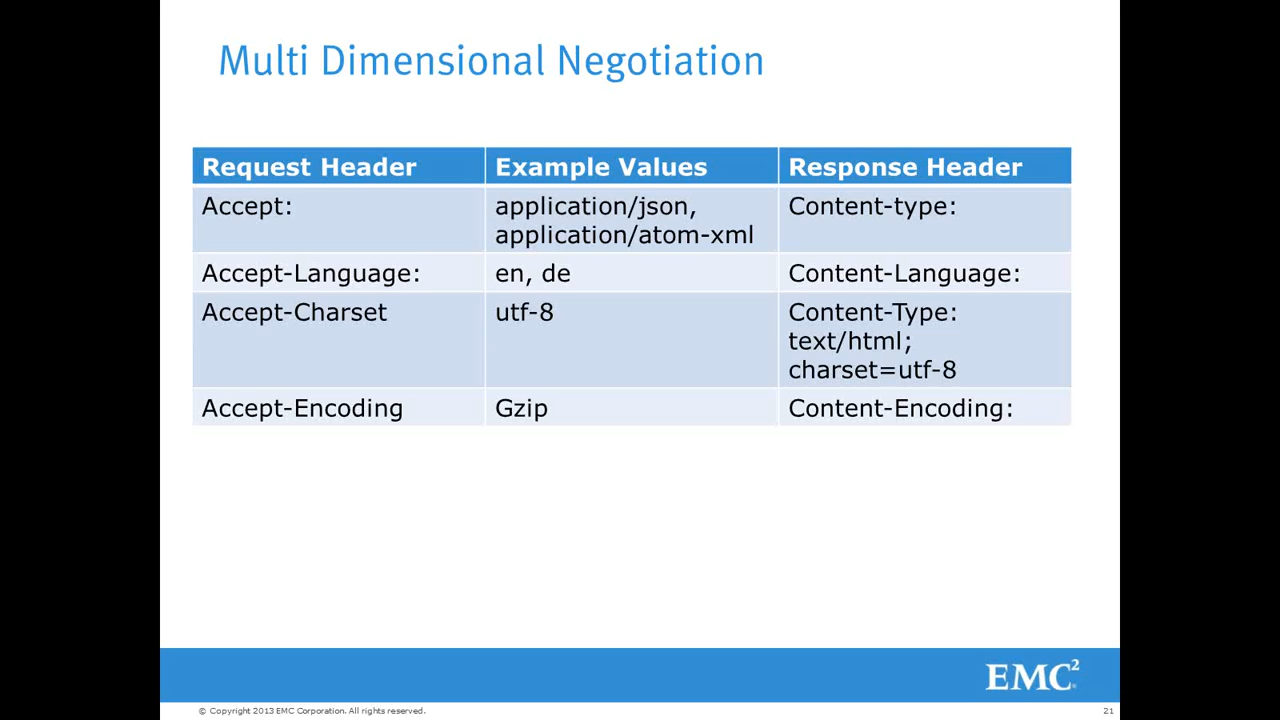 Multi Dimensional Negotiation
Request Header Example Values Response Header
Accept: application/json, Content-type:
application/atom-xml
Accept-Language: en, de Content-Language:
Accept-Charset utf-8 Content-Type:
text/html;
charset=utf-8
Accept-Encoding Gzip Content-Encoding:
EMC²
© Copyright 2013 EMC Corporation. All rights reserved. 21